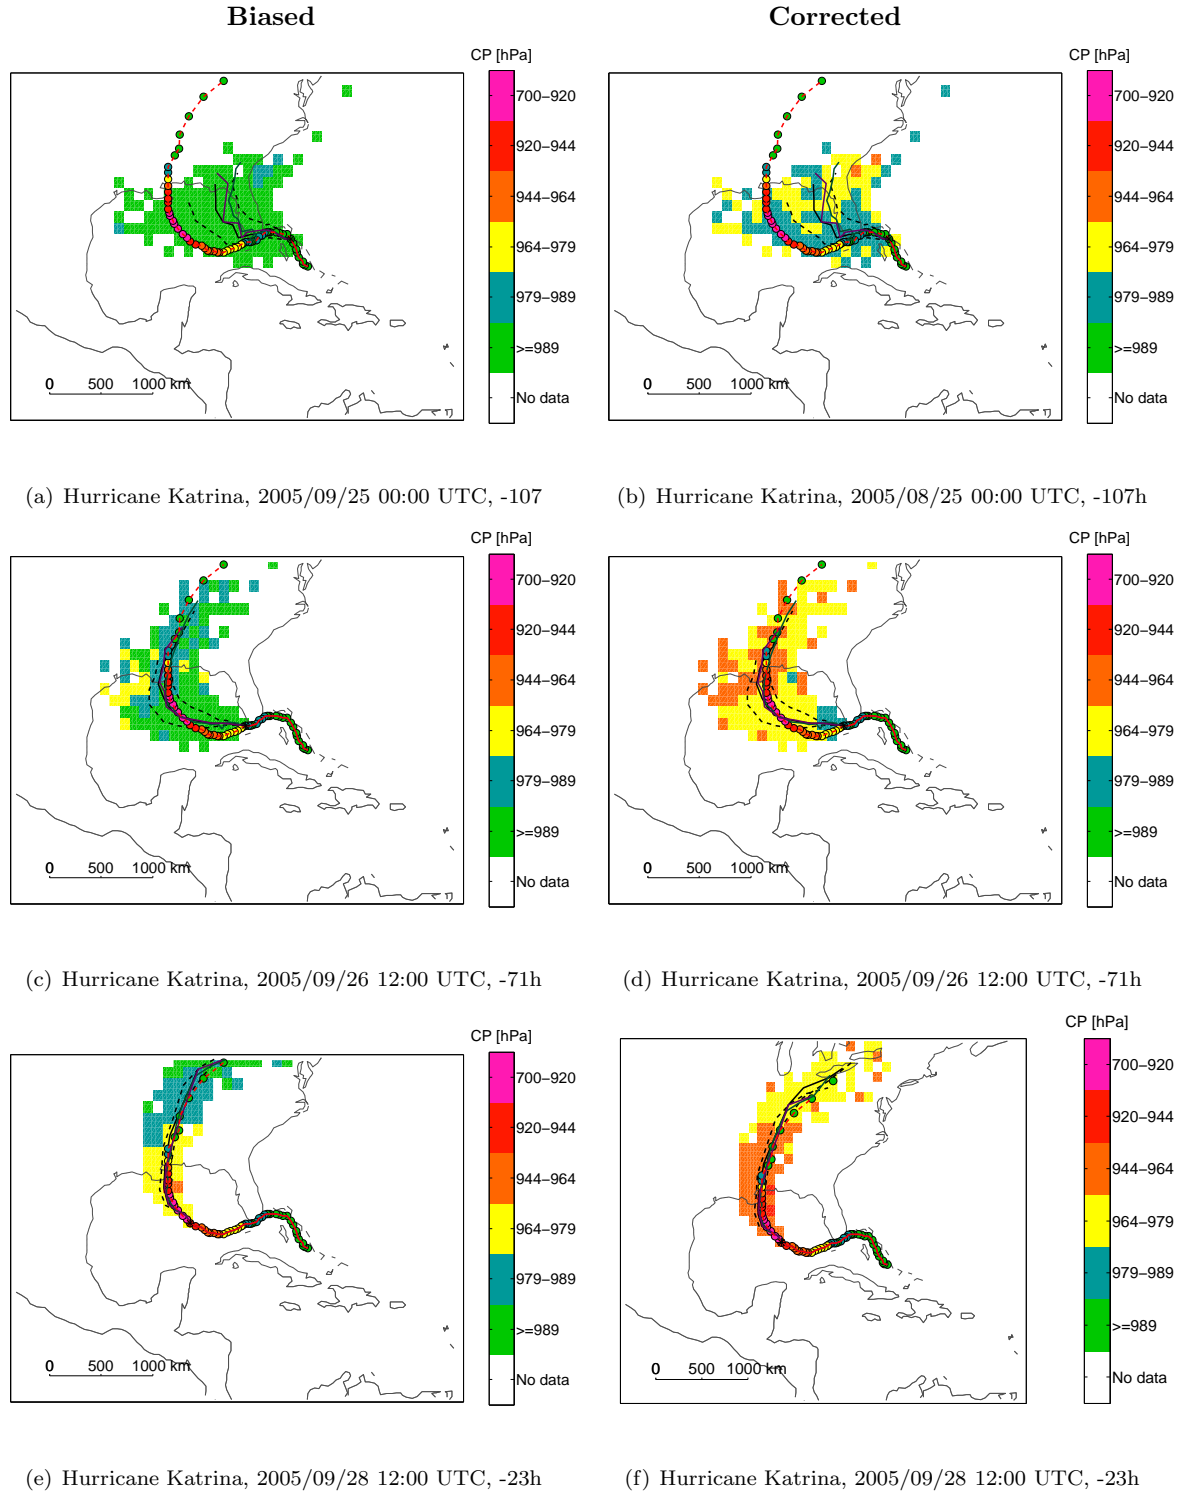 Biased
Corrected
CP [hPa]
700−920
920−944
944−964
964−979
979−989
>=989
No data
0 500 1000 km
CP [hPa]
700−920
920−944
944−964
964−979
979−989
>=989
No data
0 500 1000 km
(a) Hurricane Katrina, 2005/09/25 00:00 UTC, -107
(b) Hurricane Katrina, 2005/08/25 00:00 UTC, -107h
CP [hPa]
700−920
920−944
944−964
964−979
979−989
>=989
No data
0 500 1000 km
CP [hPa]
700−920
920−944
944−964
964−979
979−989
>=989
No data
0 500 1000 km
(c) Hurricane Katrina, 2005/09/26 12:00 UTC, -71h
(d) Hurricane Katrina, 2005/09/26 12:00 UTC, -71h
CP [hPa]
700−920
920−944
944−964
964−979
979−989
>=989
No data
0 500 1000 km
CP [hPa]
700−920
920−944
944−964
964−979
979−989
>=989
No data
0 500 1000 km
(e) Hurricane Katrina, 2005/09/28 12:00 UTC, -23h
(f) Hurricane Katrina, 2005/09/28 12:00 UTC, -23h